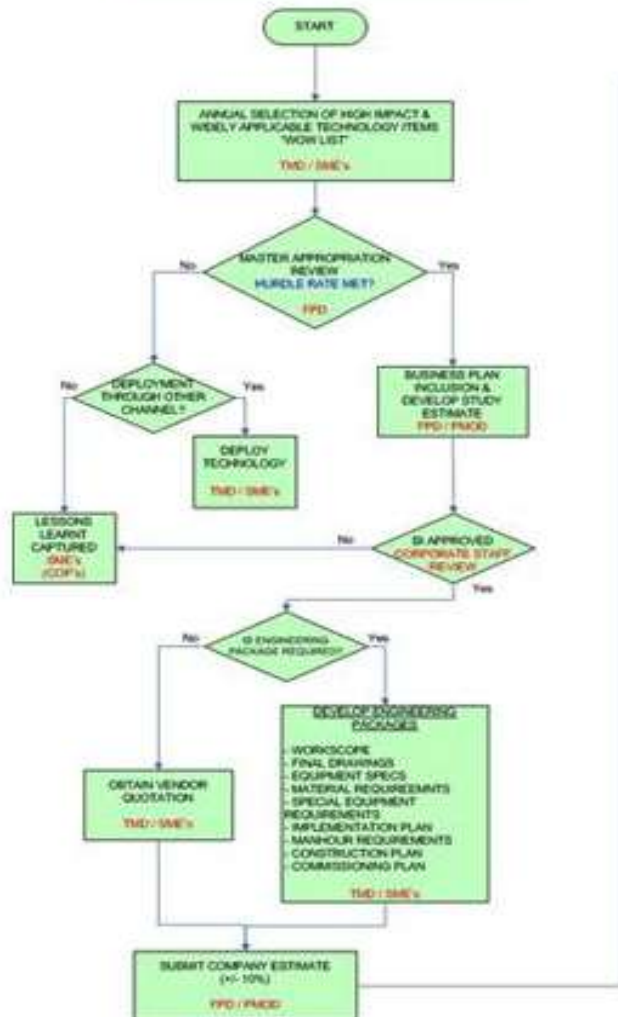 START
ANNUAL SELECTION OF HIGH IMPACT &
WIDELY APPLICABLE TECHNOLOGY ITEMS
"WOW LIST"
TMD / SME's
MASTER APPROPRIATION
REVIEW
HURDLE RATE MET?
FPD
No
Yes
DEPLOYMENT
THROUGH OTHER
CHANNEL?
No
Yes
BUSINESS PLAN
INCLUSION &
DEVELOP STUDY
ESTIMATE
FPD / PMOD
DEPLOY
TECHNOLOGY
TMD / SME's
LESSONS
LEARNT
CAPTURED
SME's
(COP's)
No
BI APPROVED
CORPORATE STAFF
REVIEW
Yes
IS ENGINEERING
PACKAGE REQUIRED?
No
Yes
DEVELOP ENGINEERING
PACKAGES
- WORKSCOPE
- FINAL DRAWINGS
- EQUIPMENT SPECS
- MATERIAL REQUIREEMNTS
- SPECIAL EQUIPMENT
REQUIREMENTS
- IMPLEMENTATION PLAN
- MANHOUR REQUIREMENTS
- CONSTRUCTION PLAN
- COMMISSIONING PLAN
TMD / SME's
OBTAIN VENDOR
QUOTATION
TMD / SME's
SUBMIT COMPANY ESTIMATE
(+/- 10%)
FPD / PMOD